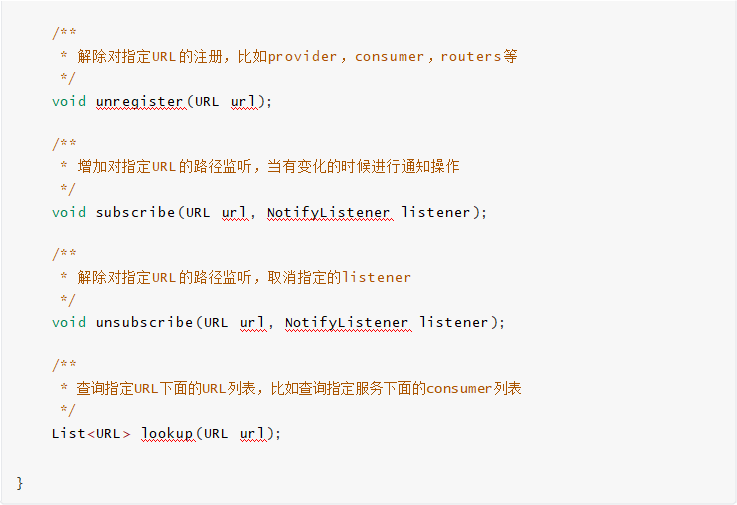 /**
* 解除对指定URL的注册，比如provider，consumer，routers等
*/
void unregister(URL url);
/**
* 增加对指定URL的路径监听，当有变化的时候进行通知操作
*/
void subscribe(URL url, NotifyListener listener);
/**
* 解除对指定URL的路径监听，取消指定的listener
*/
void unsubscribe(URL url, NotifyListener listener);
/**
* 查询指定URL下面的URL列表，比如查询指定服务下面的consumer列表
*/
List<URL> lookup(URL url);
}